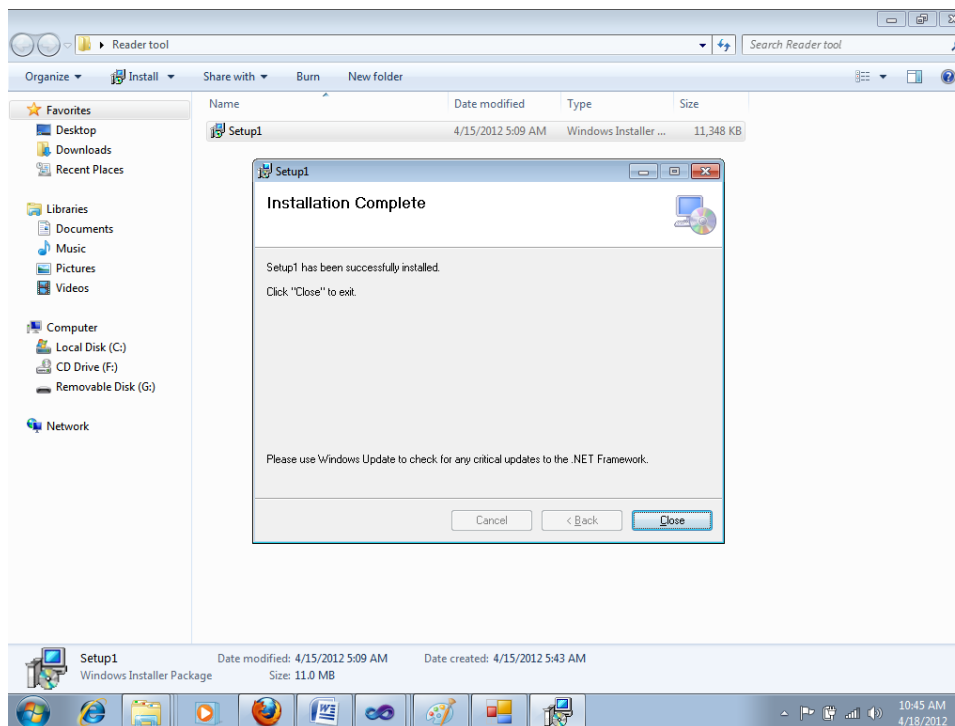 Reader tool
Search Reader tool
Organize
Install
Share with
Burn
New folder
Favorites
Desktop
Downloads
Recent Places
Libraries
Documents
Music
Pictures
Videos
Computer
Local Disk (C:)
CD Drive (F:)
Removable Disk (G:)
Network
Name Date modified Type Size
Setup1 4/15/2012 5:09 AM Windows Installer ... 11,348 KB
Setup1
Installation Complete
Setup1 has been successfully installed.
Click "Close" to exit.
Please use Windows Update to check for any critical updates to the .NET Framework.
Cancel
< Back
Close
Setup1 Date modified: 4/15/2012 5:09 AM Date created: 4/15/2012 5:43 AM
Windows Installer Package Size: 11.0 MB
10:45 AM
4/18/2012